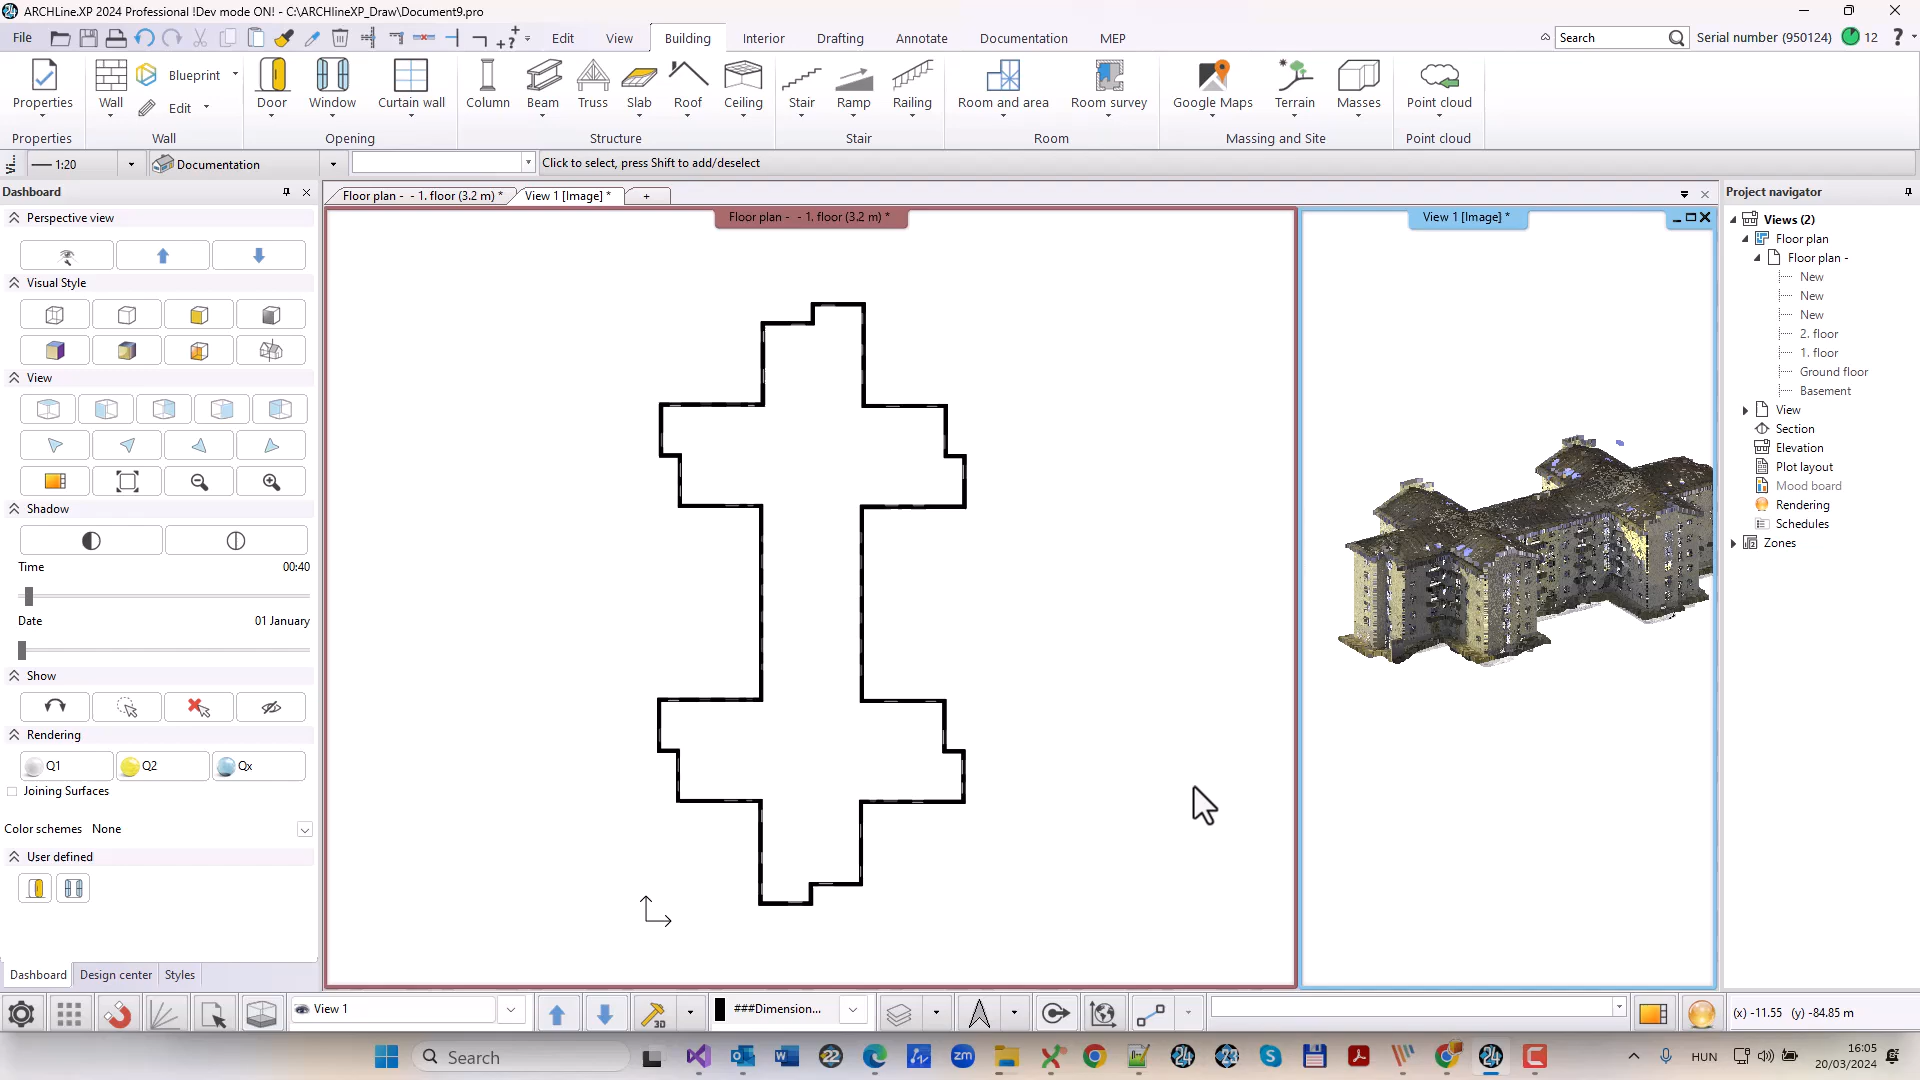 ARCHLine.XP 2024 Professional !Dev mode ON! - C:\ARCHlineXP_Draw\Document9.pro
File Edit View Building Interior Drafting Annotate Documentation MEP Search Serial number (950124) 12 ?
Properties Wall Blueprint Edit Door Window Curtain wall Column Beam Truss Slab Roof Ceiling Stair Ramp Railing Room and area Room survey Google Maps Terrain Masses Point cloud
Properties Wall Opening Structure Stair Room Massing and Site Point cloud
1:20 Documentation Click to select, press Shift to add/deselect
Dashboard
Perspective view
Visual Style
View
Shadow
Time 00:40
Date 01 January
Show
Rendering
Q1 Q2 Qx
Joining Surfaces
Color schemes None
User defined
Dashboard Design center Styles
Floor plan - - 1. floor (3.2 m) * View 1 [Image] * +
Floor plan - - 1. floor (3.2 m) * View 1 [Image] *
Project navigator
Views (2)
Floor plan
Floor plan -
New
New
New
2. floor
1. floor
Ground floor
Basement
View
Section
Elevation
Plot layout
Mood board
Rendering
Schedules
Zones
View 1 3D ###Dimension... (x) -11.55 (y) -84.85 m
Search zm HUN 16:05
20/03/2024